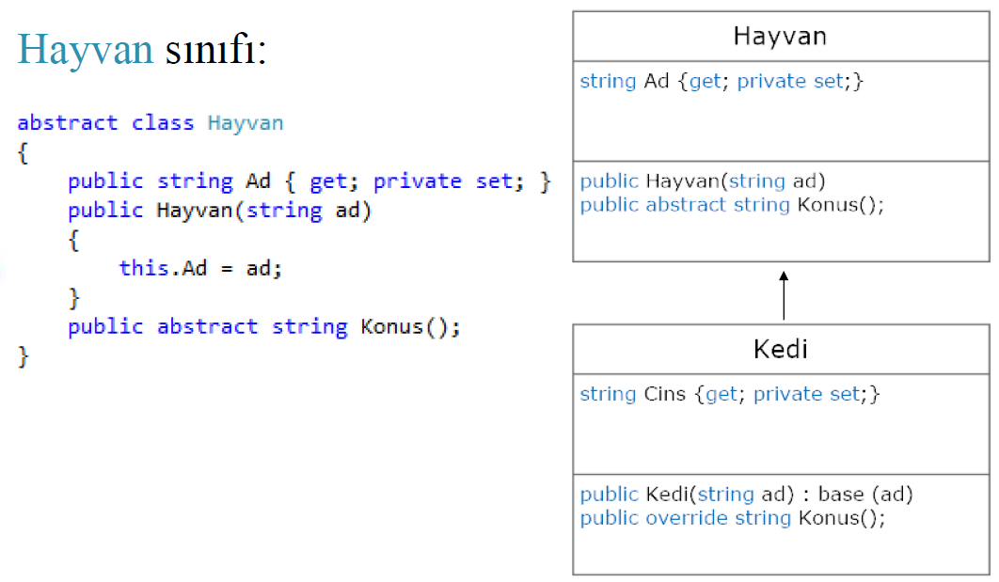 Hayvan sınıfı:
abstract class Hayvan
{
public string Ad { get; private set; }
public Hayvan(string ad)
{
this.Ad = ad;
}
public abstract string Konus();
}
Hayvan
string Ad {get; private set;}
public Hayvan(string ad)
public abstract string Konus();
Kedi
string Cins {get; private set;}
public Kedi(string ad) : base (ad)
public override string Konus();